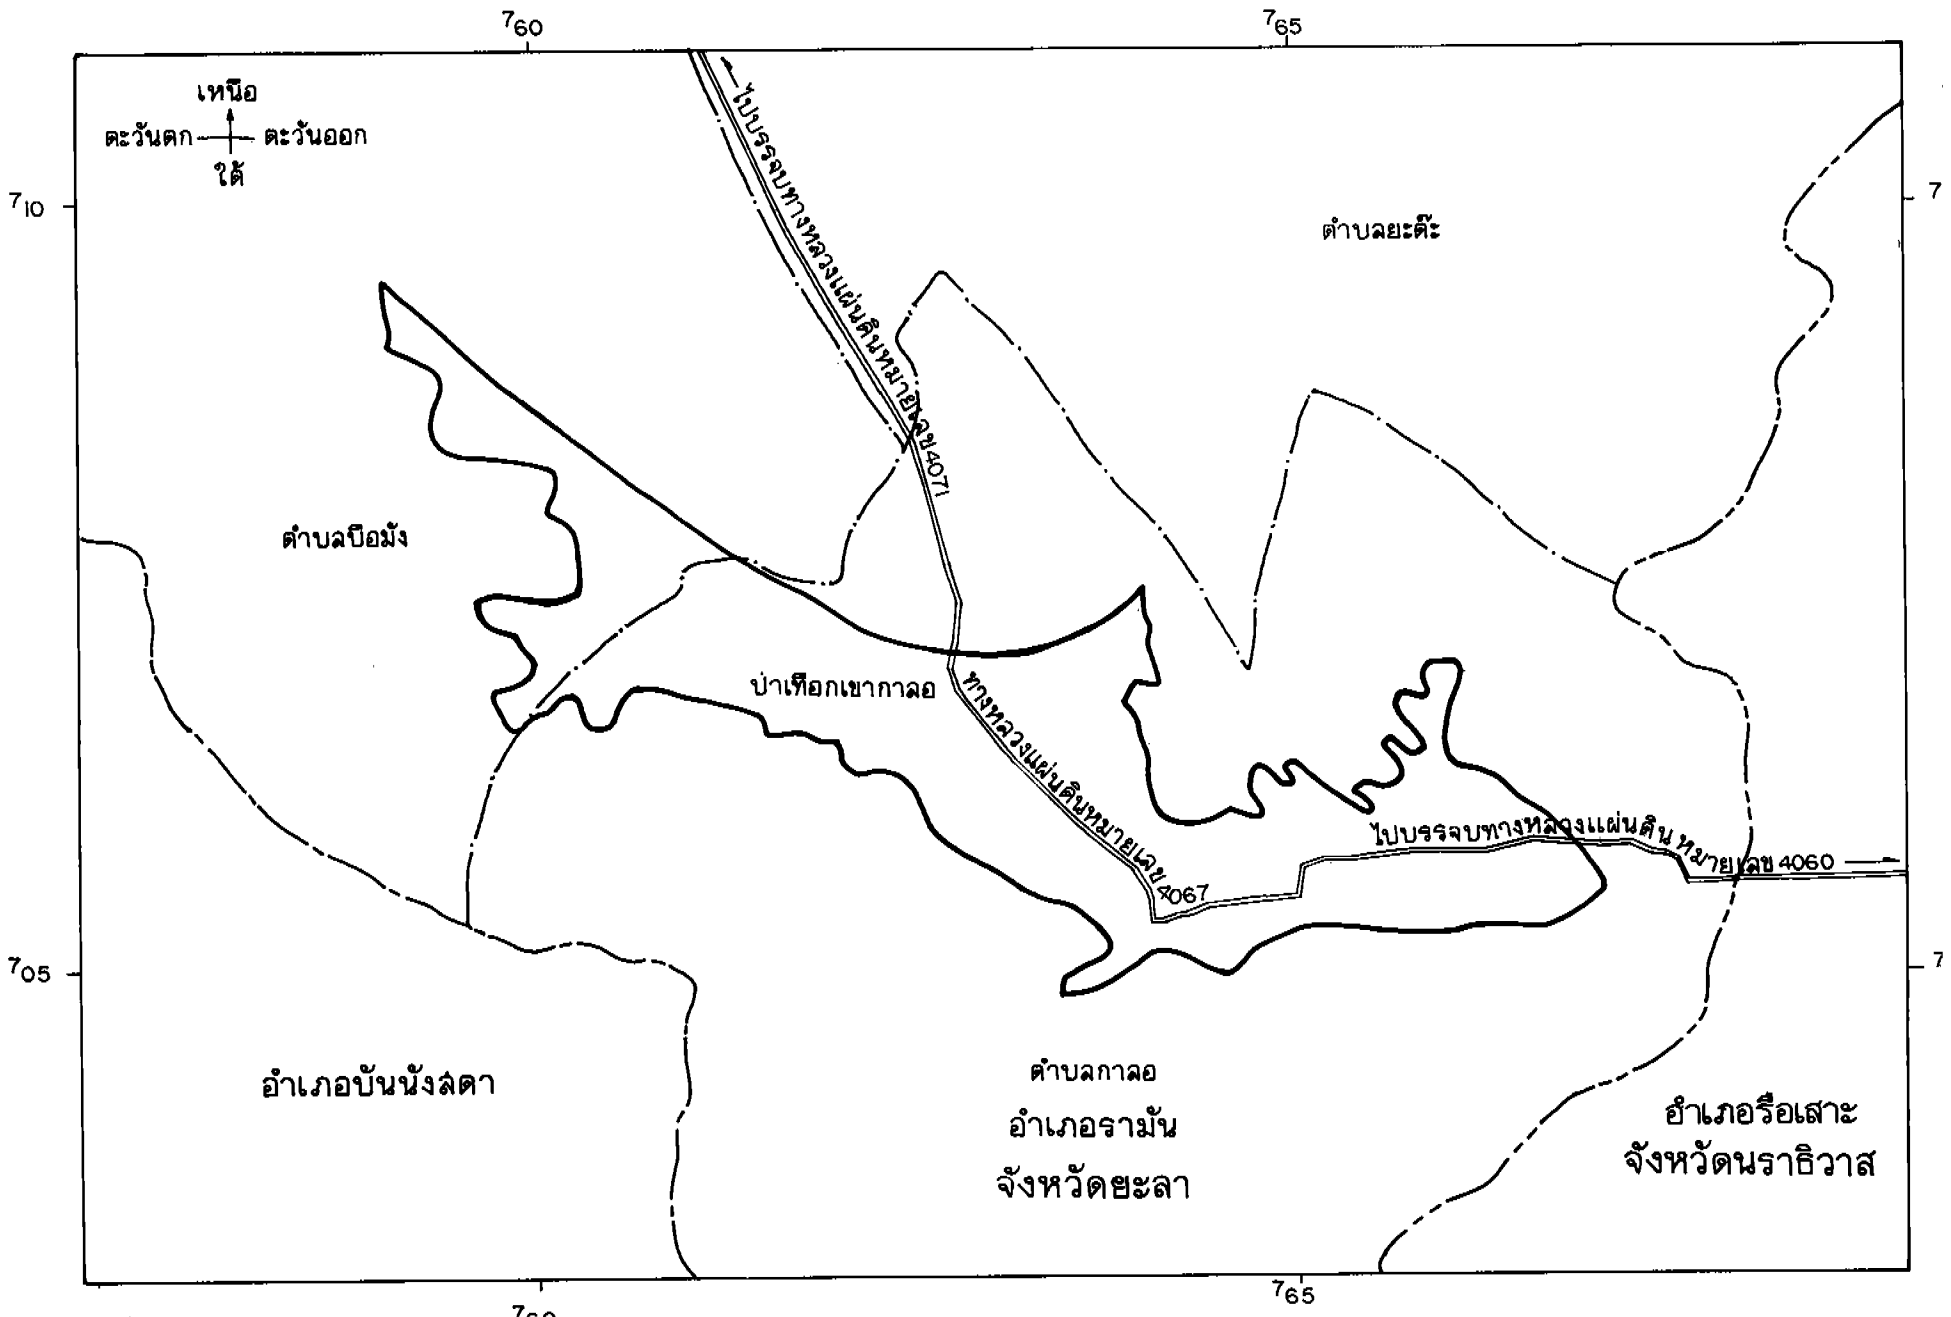 760
765
เหนือ
ตะวันตก ตะวันออก
ใต้
710
7
ไปบรรจบทางหลวงแผ่นดินหมายเลข 4071
ตำบลยะต๊ะ
ตำบลบือมัง
ป่าเทือกเขากาลอ
ทางหลวงแผ่นดินหมายเลข 4067
ไปบรรจบทางหลวงแผ่นดิน หมายเลข 4060
705
7
อำเภอบันนังสตา
ตำบลกาลอ
อำเภอรามัน
จังหวัดยะลา
อำเภอรือเสาะ
จังหวัดนราธิวาส
760
765